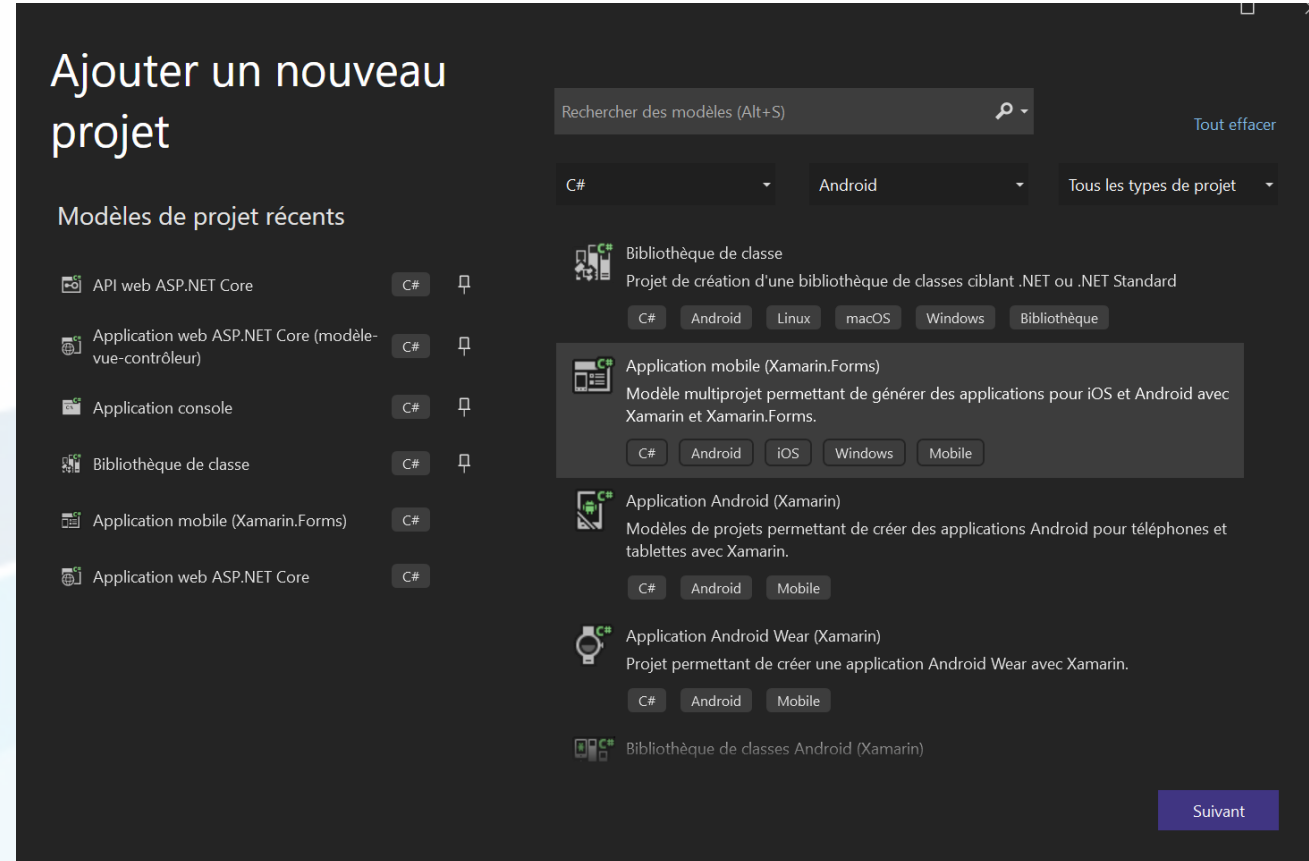 Ajouter un nouveau
projet
Modèles de projet récents
API web ASP.NET Core
C#
Application web ASP.NET Core (modèle-
vue-contrôleur)
C#
Application console
C#
Bibliothèque de classe
C#
Application mobile (Xamarin.Forms)
C#
Application web ASP.NET Core
C#
Rechercher des modèles (Alt+S)
Tout effacer
C#
Android
Tous les types de projet
Bibliothèque de classe
Projet de création d'une bibliothèque de classes ciblant .NET ou .NET Standard
C# Android Linux macOS Windows Bibliothèque
Application mobile (Xamarin.Forms)
Modèle multiprojet permettant de générer des applications pour iOS et Android avec
Xamarin et Xamarin.Forms.
C# Android iOS Windows Mobile
Application Android (Xamarin)
Modèles de projets permettant de créer des applications Android pour téléphones et
tablettes avec Xamarin.
C# Android Mobile
Application Android Wear (Xamarin)
Projet permettant de créer une application Android Wear avec Xamarin.
C# Android Mobile
Bibliothèque de classes Android (Xamarin)
Suivant